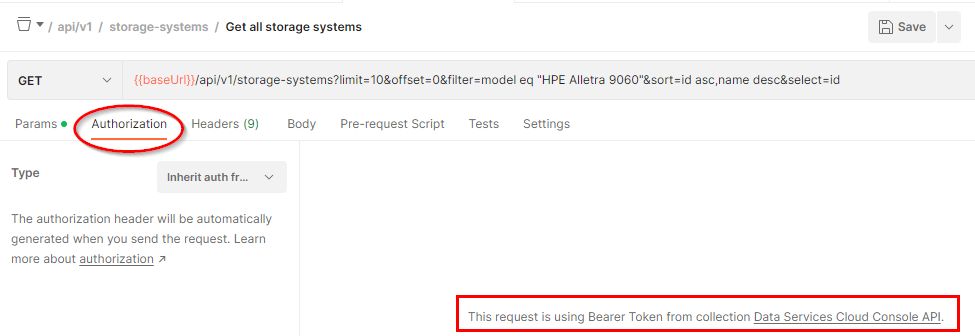 / api/v1 / storage-systems / Get all storage systems
Save
GET
{{baseUrl}}/api/v1/storage-systems?limit=10&offset=0&filter=model eq "HPE Alletra 9060"&sort=id asc,name desc&select=id
Params Authorization Headers (9) Body Pre-request Script Tests Settings
Type
Inherit auth fr...
The authorization header will be automatically
generated when you send the request. Learn
more about authorization ↗
This request is using Bearer Token from collection Data Services Cloud Console API.